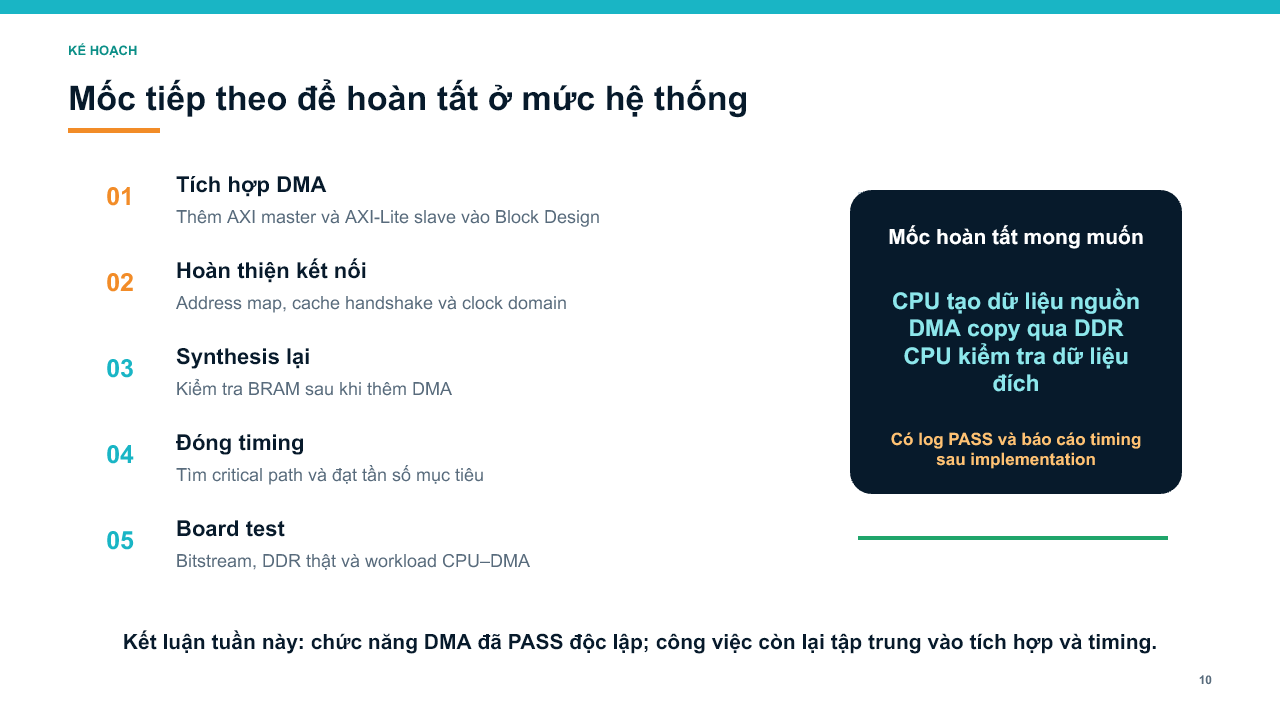 KẾ HOẠCH
Mốc tiếp theo để hoàn tất ở mức hệ thống
01
Tích hợp DMA
Thêm AXI master và AXI-Lite slave vào Block Design
02
Hoàn thiện kết nối
Address map, cache handshake và clock domain
03
Synthesis lại
Kiểm tra BRAM sau khi thêm DMA
04
Đóng timing
Tìm critical path và đạt tần số mục tiêu
05
Board test
Bitstream, DDR thật và workload CPU–DMA
Mốc hoàn tất mong muốn
CPU tạo dữ liệu nguồn
DMA copy qua DDR
CPU kiểm tra dữ liệu
đích
Có log PASS và báo cáo timing
sau implementation
Kết luận tuần này: chức năng DMA đã PASS độc lập; công việc còn lại tập trung vào tích hợp và timing.
10